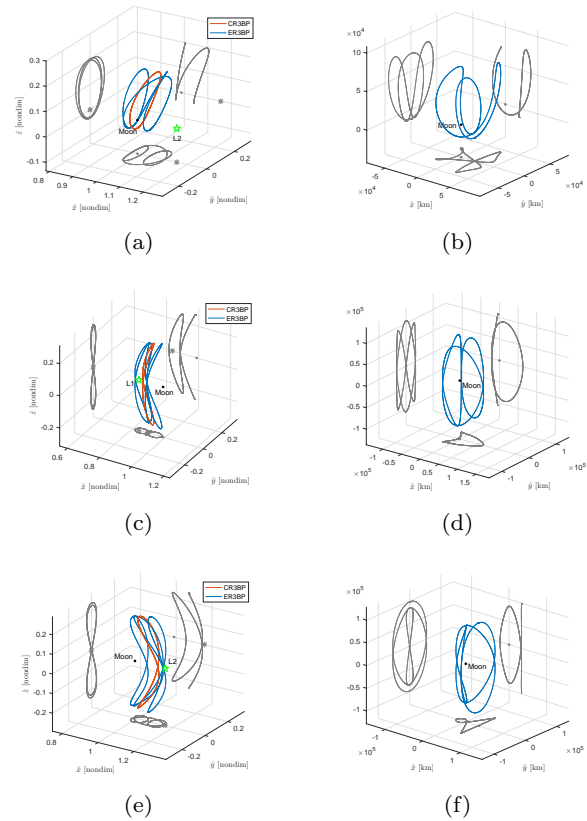 CR3BP
ER3BP
0.3
0.2
0.1
0
-0.1
ẑ [nondim]
Moon
L2
0.8
0.9
1
1.1
1.2
x̂ [nondim]
-0.2
0
0.2
ŷ [nondim]
(a)
×10⁴
10
5
0
Moon
×10⁴
-5
0
5
x̂ [km]
-5
0
5
×10⁴
ŷ [km]
(b)
CR3BP
ER3BP
0.2
0
-0.2
ẑ [nondim]
L1
Moon
0.6
0.8
1
1.2
x̂ [nondim]
-0.2
0
0.2
ŷ [nondim]
(c)
×10⁵
1
0.5
0
-0.5
-1
Moon
×10⁵
-1
-0.5
0
0.5
1
1.5
x̂ [km]
-1
0
1
×10⁵
ŷ [km]
(d)
CR3BP
ER3BP
0.2
0.1
0
-0.1
-0.2
ẑ [nondim]
Moon
L2
0.8
1
1.2
x̂ [nondim]
-0.2
0
0.2
ŷ [nondim]
(e)
×10⁵
1
0.5
0
-0.5
-1
Moon
×10⁵
-1
0
1
x̂ [km]
-1
0
1
×10⁵
ŷ [km]
(f)